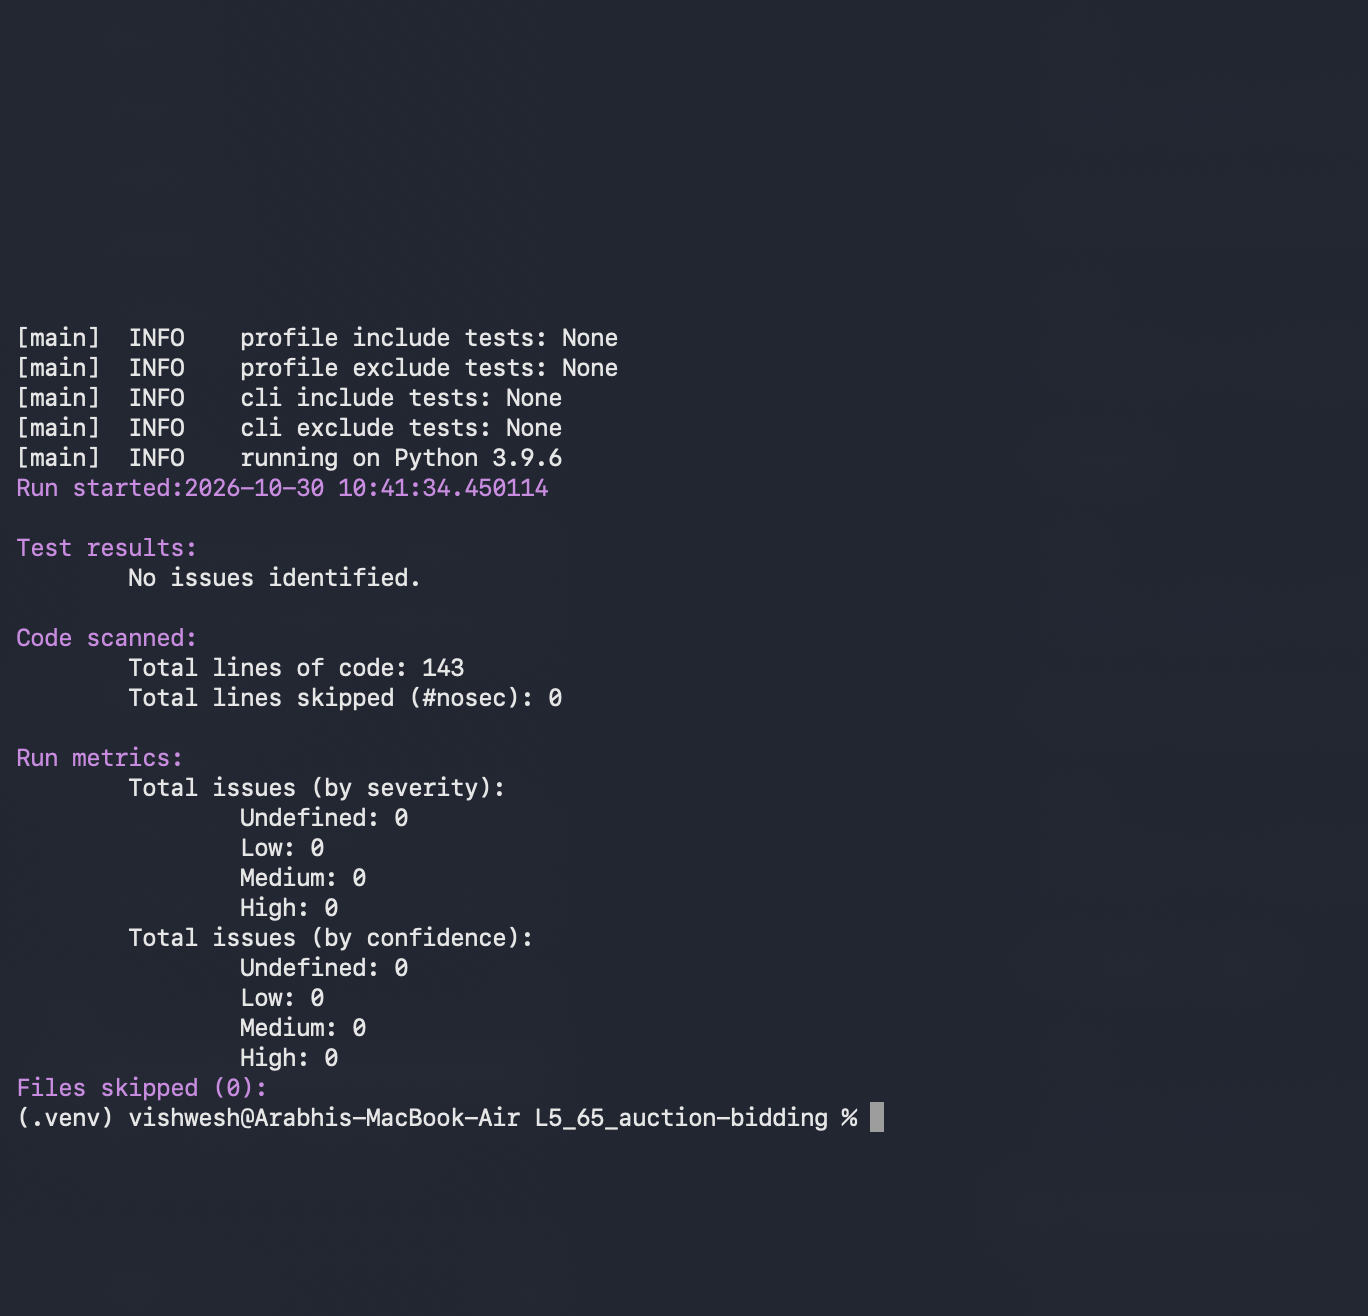 [main]  INFO    profile include tests: None
[main]  INFO    profile exclude tests: None
[main]  INFO    cli include tests: None
[main]  INFO    cli exclude tests: None
[main]  INFO    running on Python 3.9.6
Run started:2026-10-30 10:41:34.450114
Test results:
        No issues identified.
Code scanned:
        Total lines of code: 143
        Total lines skipped (#nosec): 0
Run metrics:
        Total issues (by severity):
                Undefined: 0
                Low: 0
                Medium: 0
                High: 0
        Total issues (by confidence):
                Undefined: 0
                Low: 0
                Medium: 0
                High: 0
Files skipped (0):
(.venv) vishwesh@Arabhis-MacBook-Air L5_65_auction-bidding %